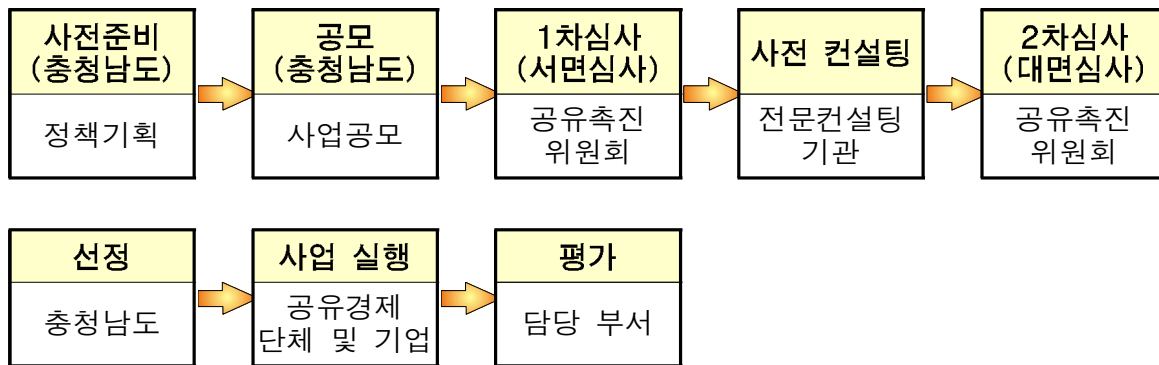 사전준비
(충청남도)
정책기획
공모
(충청남도)
사업공모
1차심사
(서면심사)
공유촉진
위원회
사전 컨설팅
전문컨설팅
기관
2차심사
(대면심사)
공유촉진
위원회
선정
충청남도
사업 실행
공유경제
단체 및 기업
평가
담당 부서